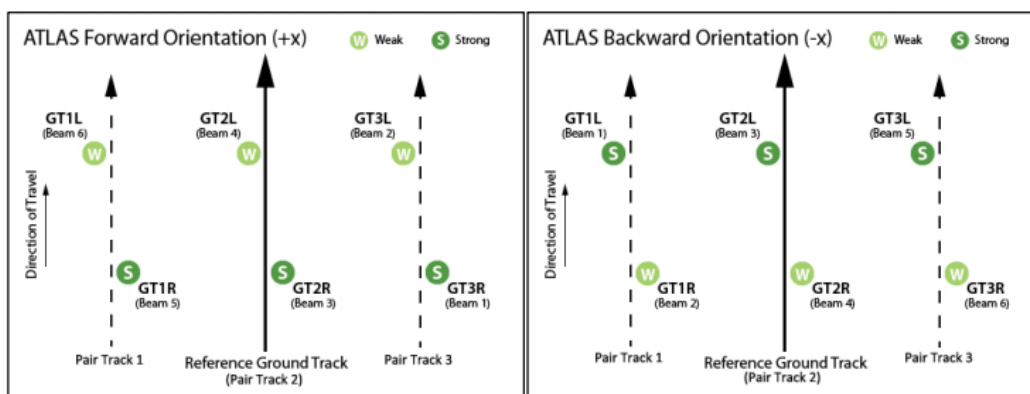 ATLAS Forward Orientation (+x)
W Weak
S Strong
GT1L
(Beam 6)
GT2L
(Beam 4)
GT3L
(Beam 2)
W
W
W
Direction of Travel
S
S
S
GT1R
(Beam 5)
GT2R
(Beam 3)
GT3R
(Beam 1)
Pair Track 1
Reference Ground Track
(Pair Track 2)
Pair Track 3
ATLAS Backward Orientation (-x)
W Weak
S Strong
GT1L
(Beam 1)
GT2L
(Beam 3)
GT3L
(Beam 5)
S
S
S
Direction of Travel
W
W
W
GT1R
(Beam 2)
GT2R
(Beam 4)
GT3R
(Beam 6)
Pair Track 1
Reference Ground Track
(Pair Track 2)
Pair Track 3